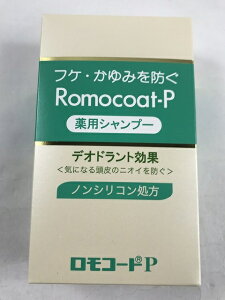 フケ・かゆみを防ぐ
Romocoat-P
薬用シャンプー
デオドラント効果
<気になる頭皮のニオイを防ぐ>
ノンシリコン処方
ロモコート®P